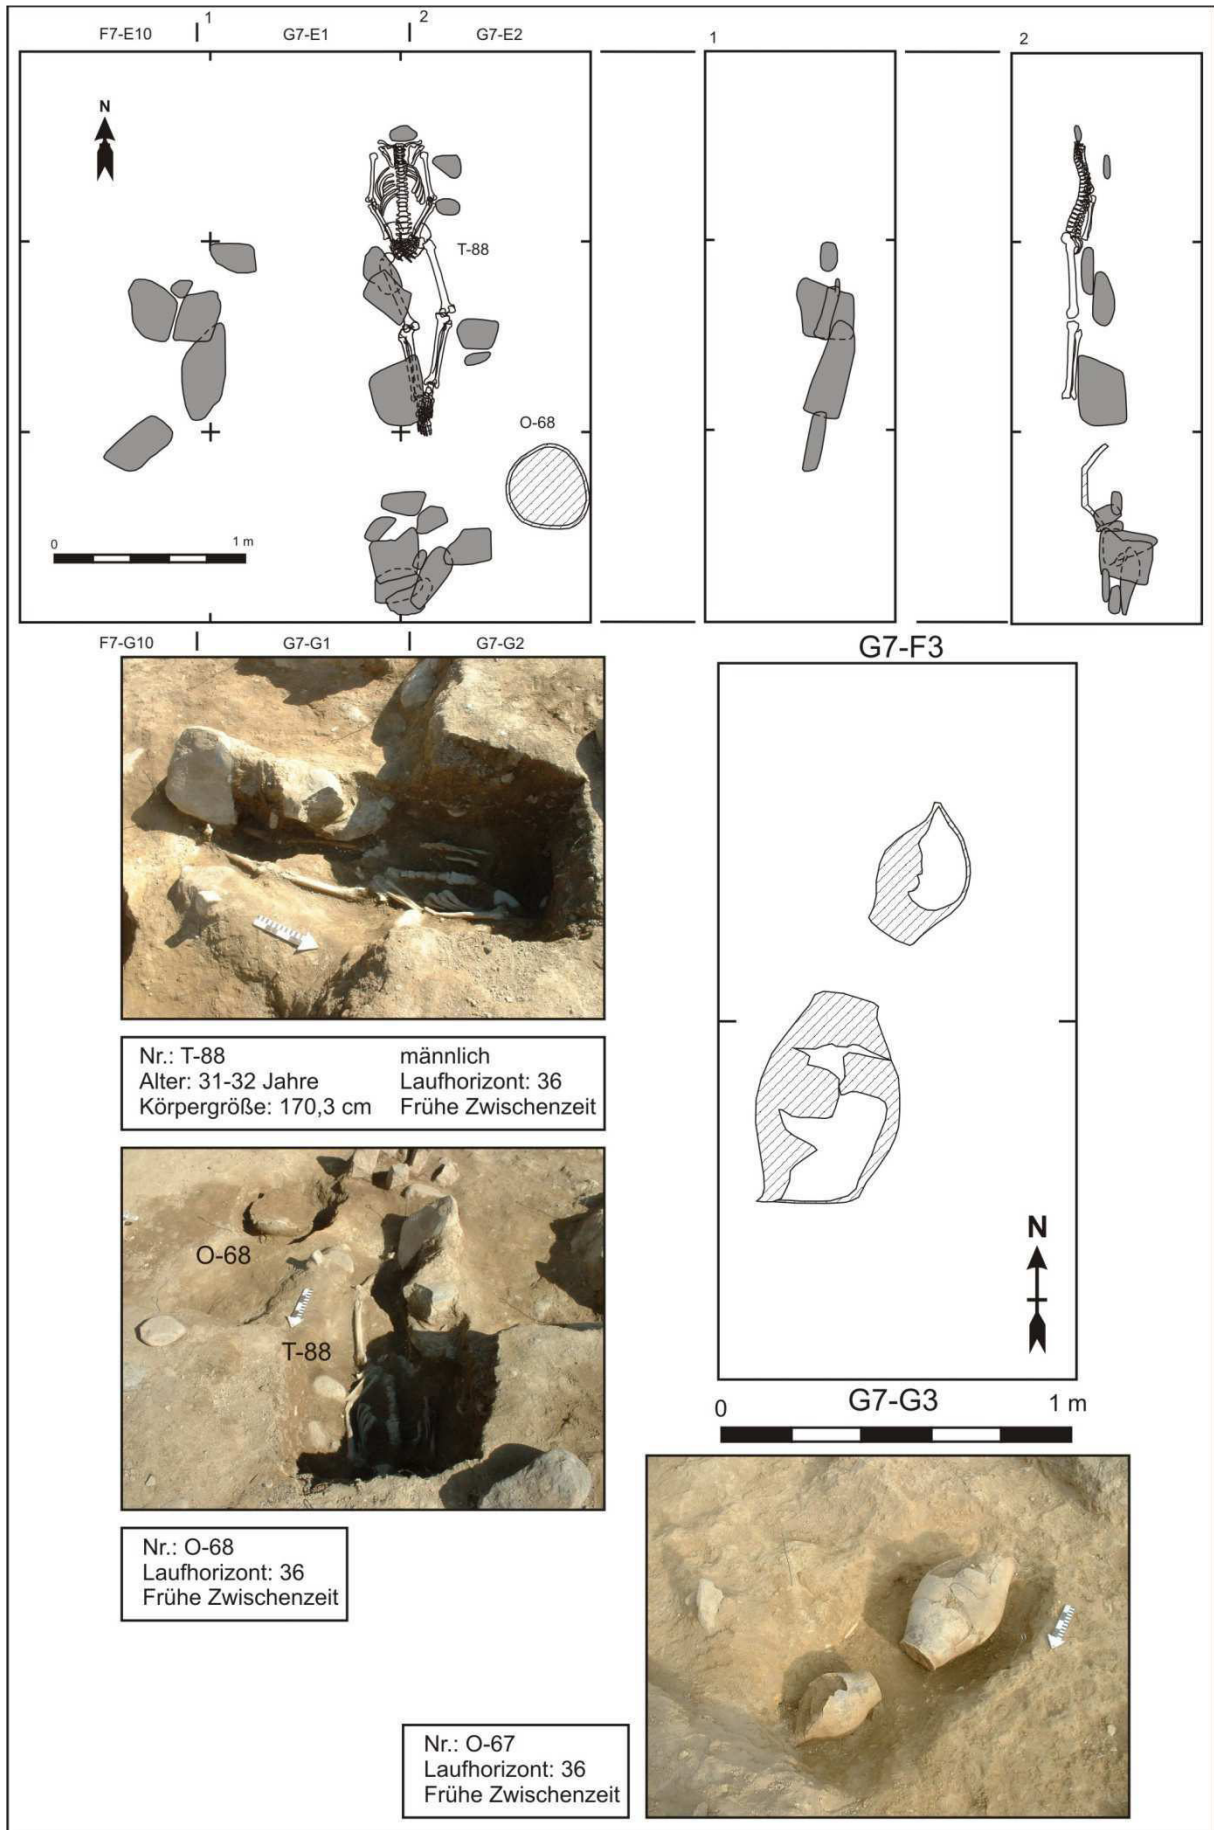 1 2 1 2
F7-E10 G7-E1 G7-E2
N
T-88
O-68
0 1 m
F7-G10 G7-G1 G7-G2
G7-F3
Nr.: T-88 männlich
Alter: 31-32 Jahre Laufhorizont: 36
Körpergröße: 170,3 cm Frühe Zwischenzeit
O-68
T-88
N
G7-G3
0 1 m
Nr.: O-68
Laufhorizont: 36
Frühe Zwischenzeit
Nr.: O-67
Laufhorizont: 36
Frühe Zwischenzeit